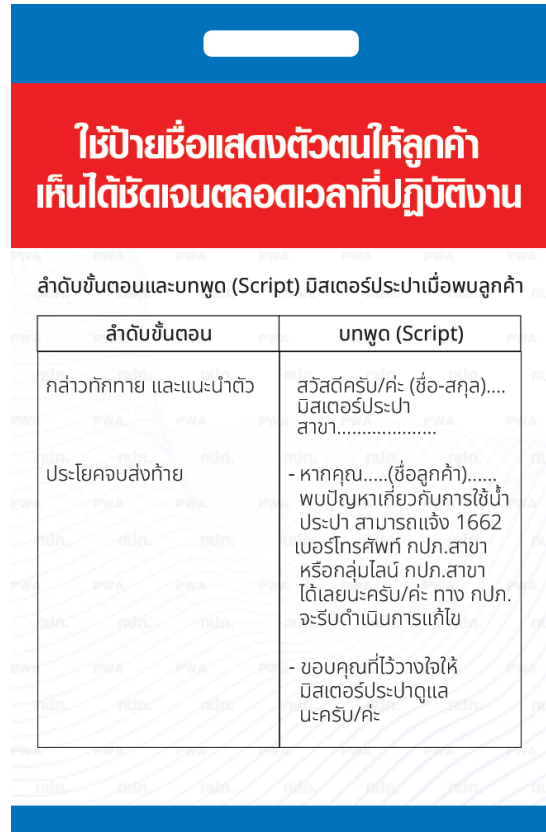 ใช้ป้ายชื่อแสดงตัวตนให้ลูกค้า
เห็นได้ชัดเจนตลอดเวลาที่ปฏิบัติงาน
ลำดับขั้นตอนและบทพูด (Script) มิสเตอร์ประปาเมื่อพบลูกค้า
ลำดับขั้นตอน
บทพูด (Script)
กล่าวทักทาย และแนะนำตัว
สวัสดีครับ/ค่ะ (ชื่อ-สกุล)....
มิสเตอร์ประปา
สาขา...................
ประโยคจบส่งท้าย
- หากคุณ.....(ชื่อลูกค้า)......
พบปัญหาเกี่ยวกับการใช้น้ำ
ประปา สามารถแจ้ง 1662
เบอร์โทรศัพท์ กปภ.สาขา
หรือกลุ่มไลน์ กปภ.สาขา
ได้เลยนะครับ/ค่ะ ทาง กปภ.
จะรีบดำเนินการแก้ไข
- ขอบคุณที่ไว้วางใจให้
มิสเตอร์ประปาดูแล
นะครับ/ค่ะ